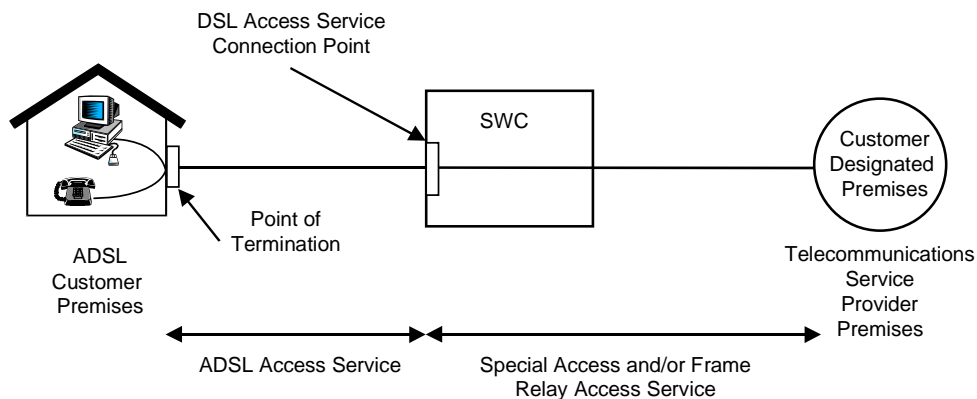 DSL Access Service
Connection Point
SWC
Customer
Designated
Premises
Point of
Termination
ADSL
Customer
Premises
Telecommunications
Service
Provider
Premises
ADSL Access Service
Special Access and/or Frame
Relay Access Service